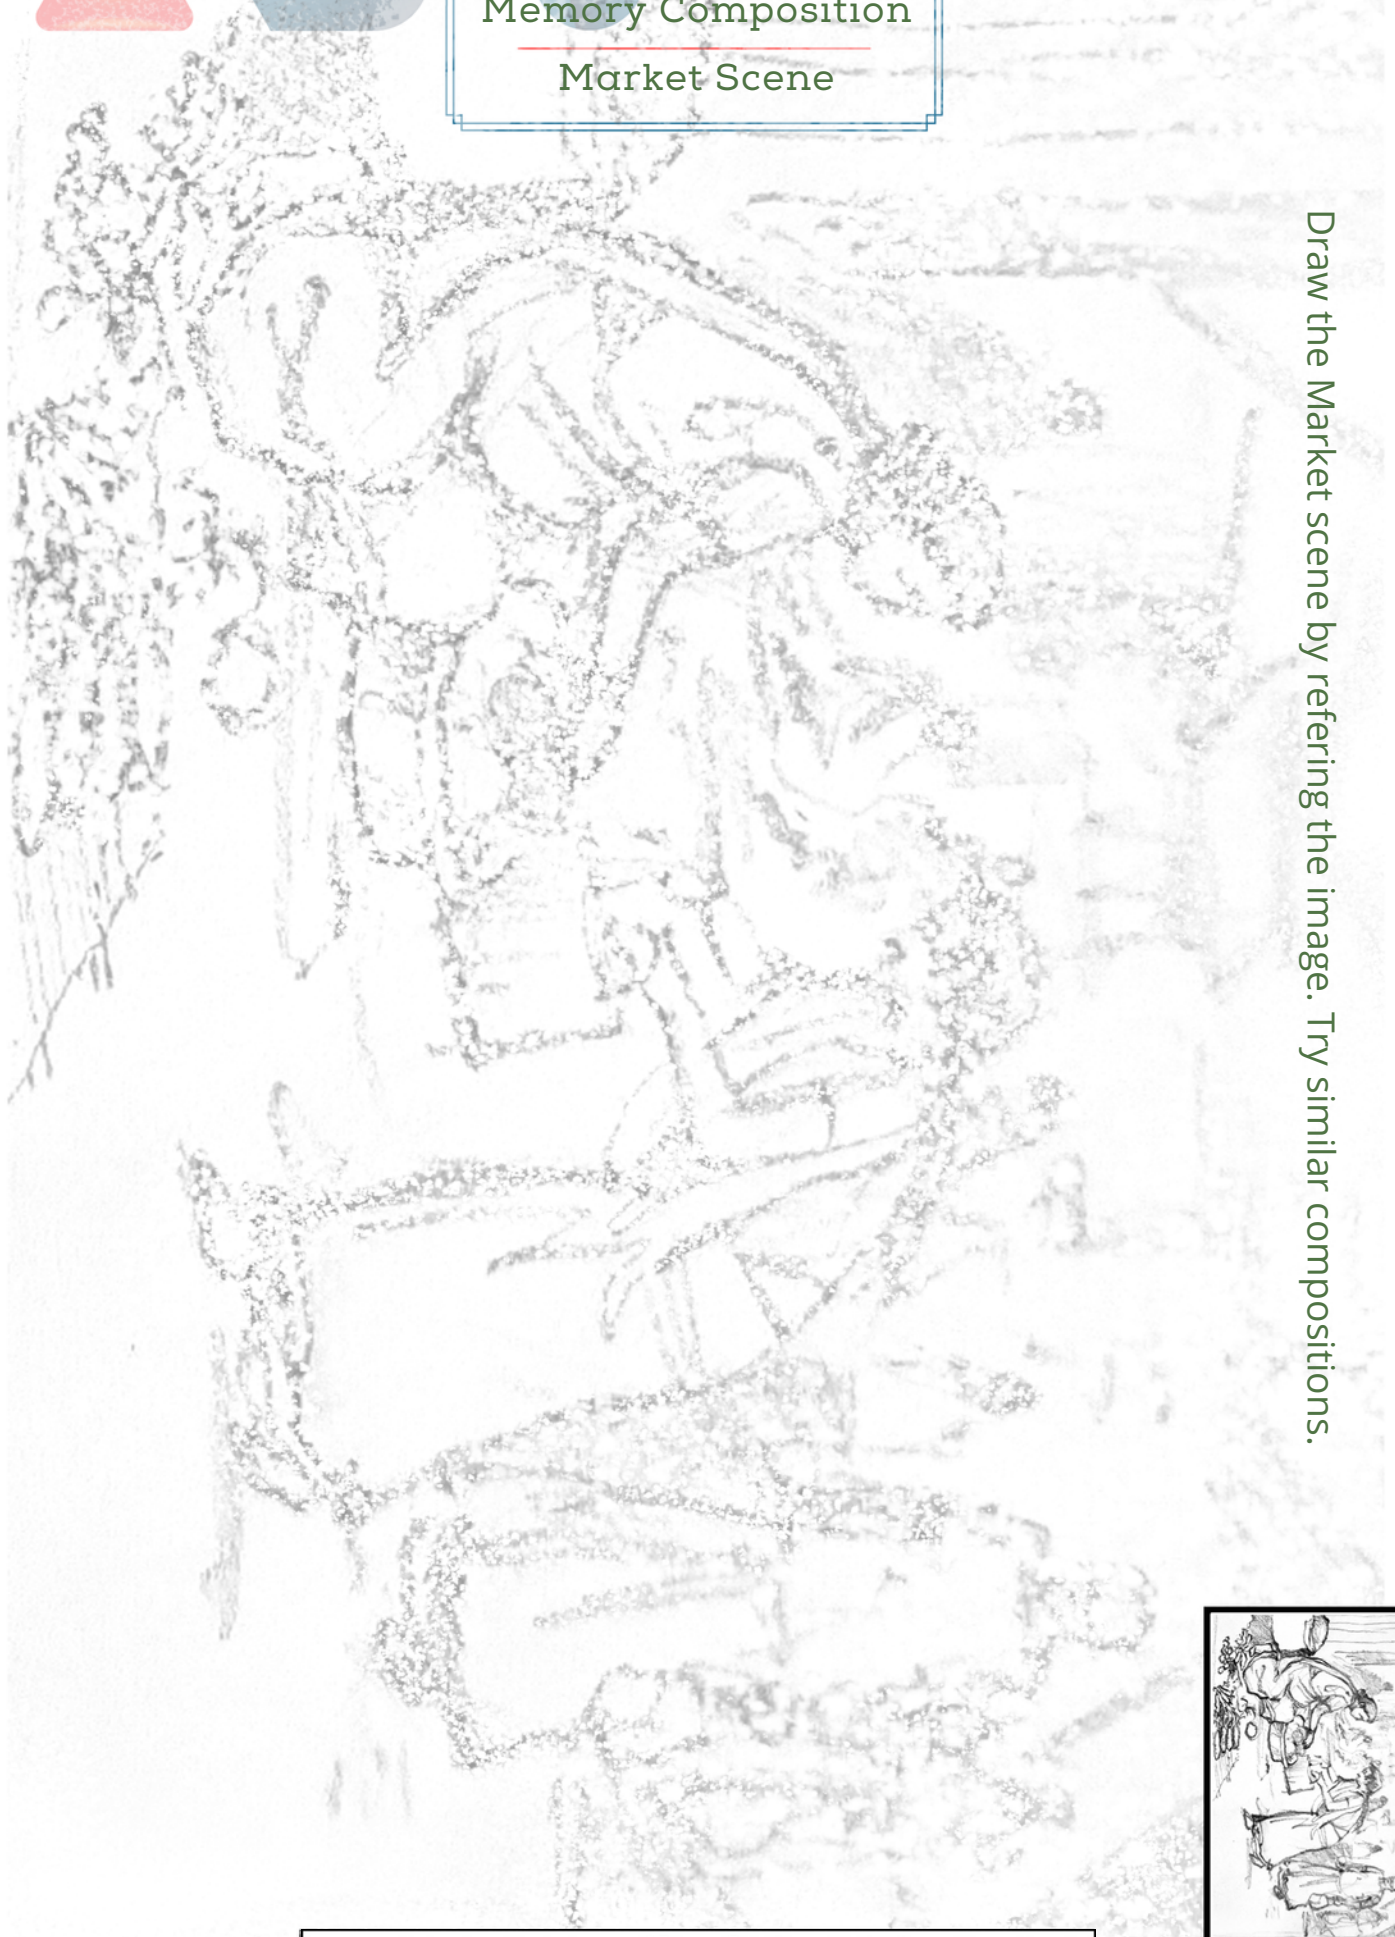 Memory Composition
Market Scene
Draw the Market scene by refering the image. Try similar compositions.